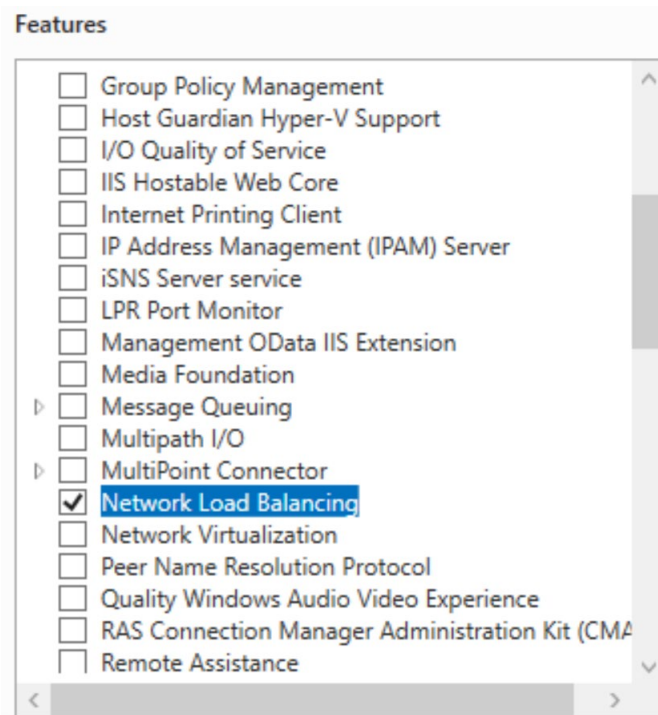 Features
Group Policy Management
Host Guardian Hyper-V Support
I/O Quality of Service
IIS Hostable Web Core
Internet Printing Client
IP Address Management (IPAM) Server
iSNS Server service
LPR Port Monitor
Management OData IIS Extension
Media Foundation
Message Queuing
Multipath I/O
MultiPoint Connector
Network Load Balancing
Network Virtualization
Peer Name Resolution Protocol
Quality Windows Audio Video Experience
RAS Connection Manager Administration Kit (CMA
Remote Assistance